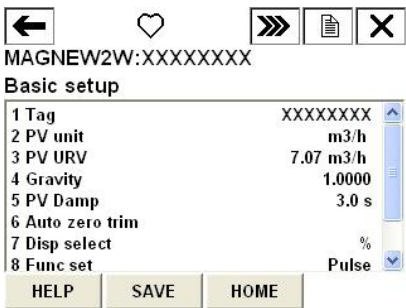 MAGNEW2W:XXXXXXXX
Basic setup
1 Tag XXXXXXXX
2 PV unit m3/h
3 PV URV 7.07 m3/h
4 Gravity 1.0000
5 PV Damp 3.0 s
6 Auto zero trim
7 Disp select %
8 Func set Pulse
HELP SAVE HOME